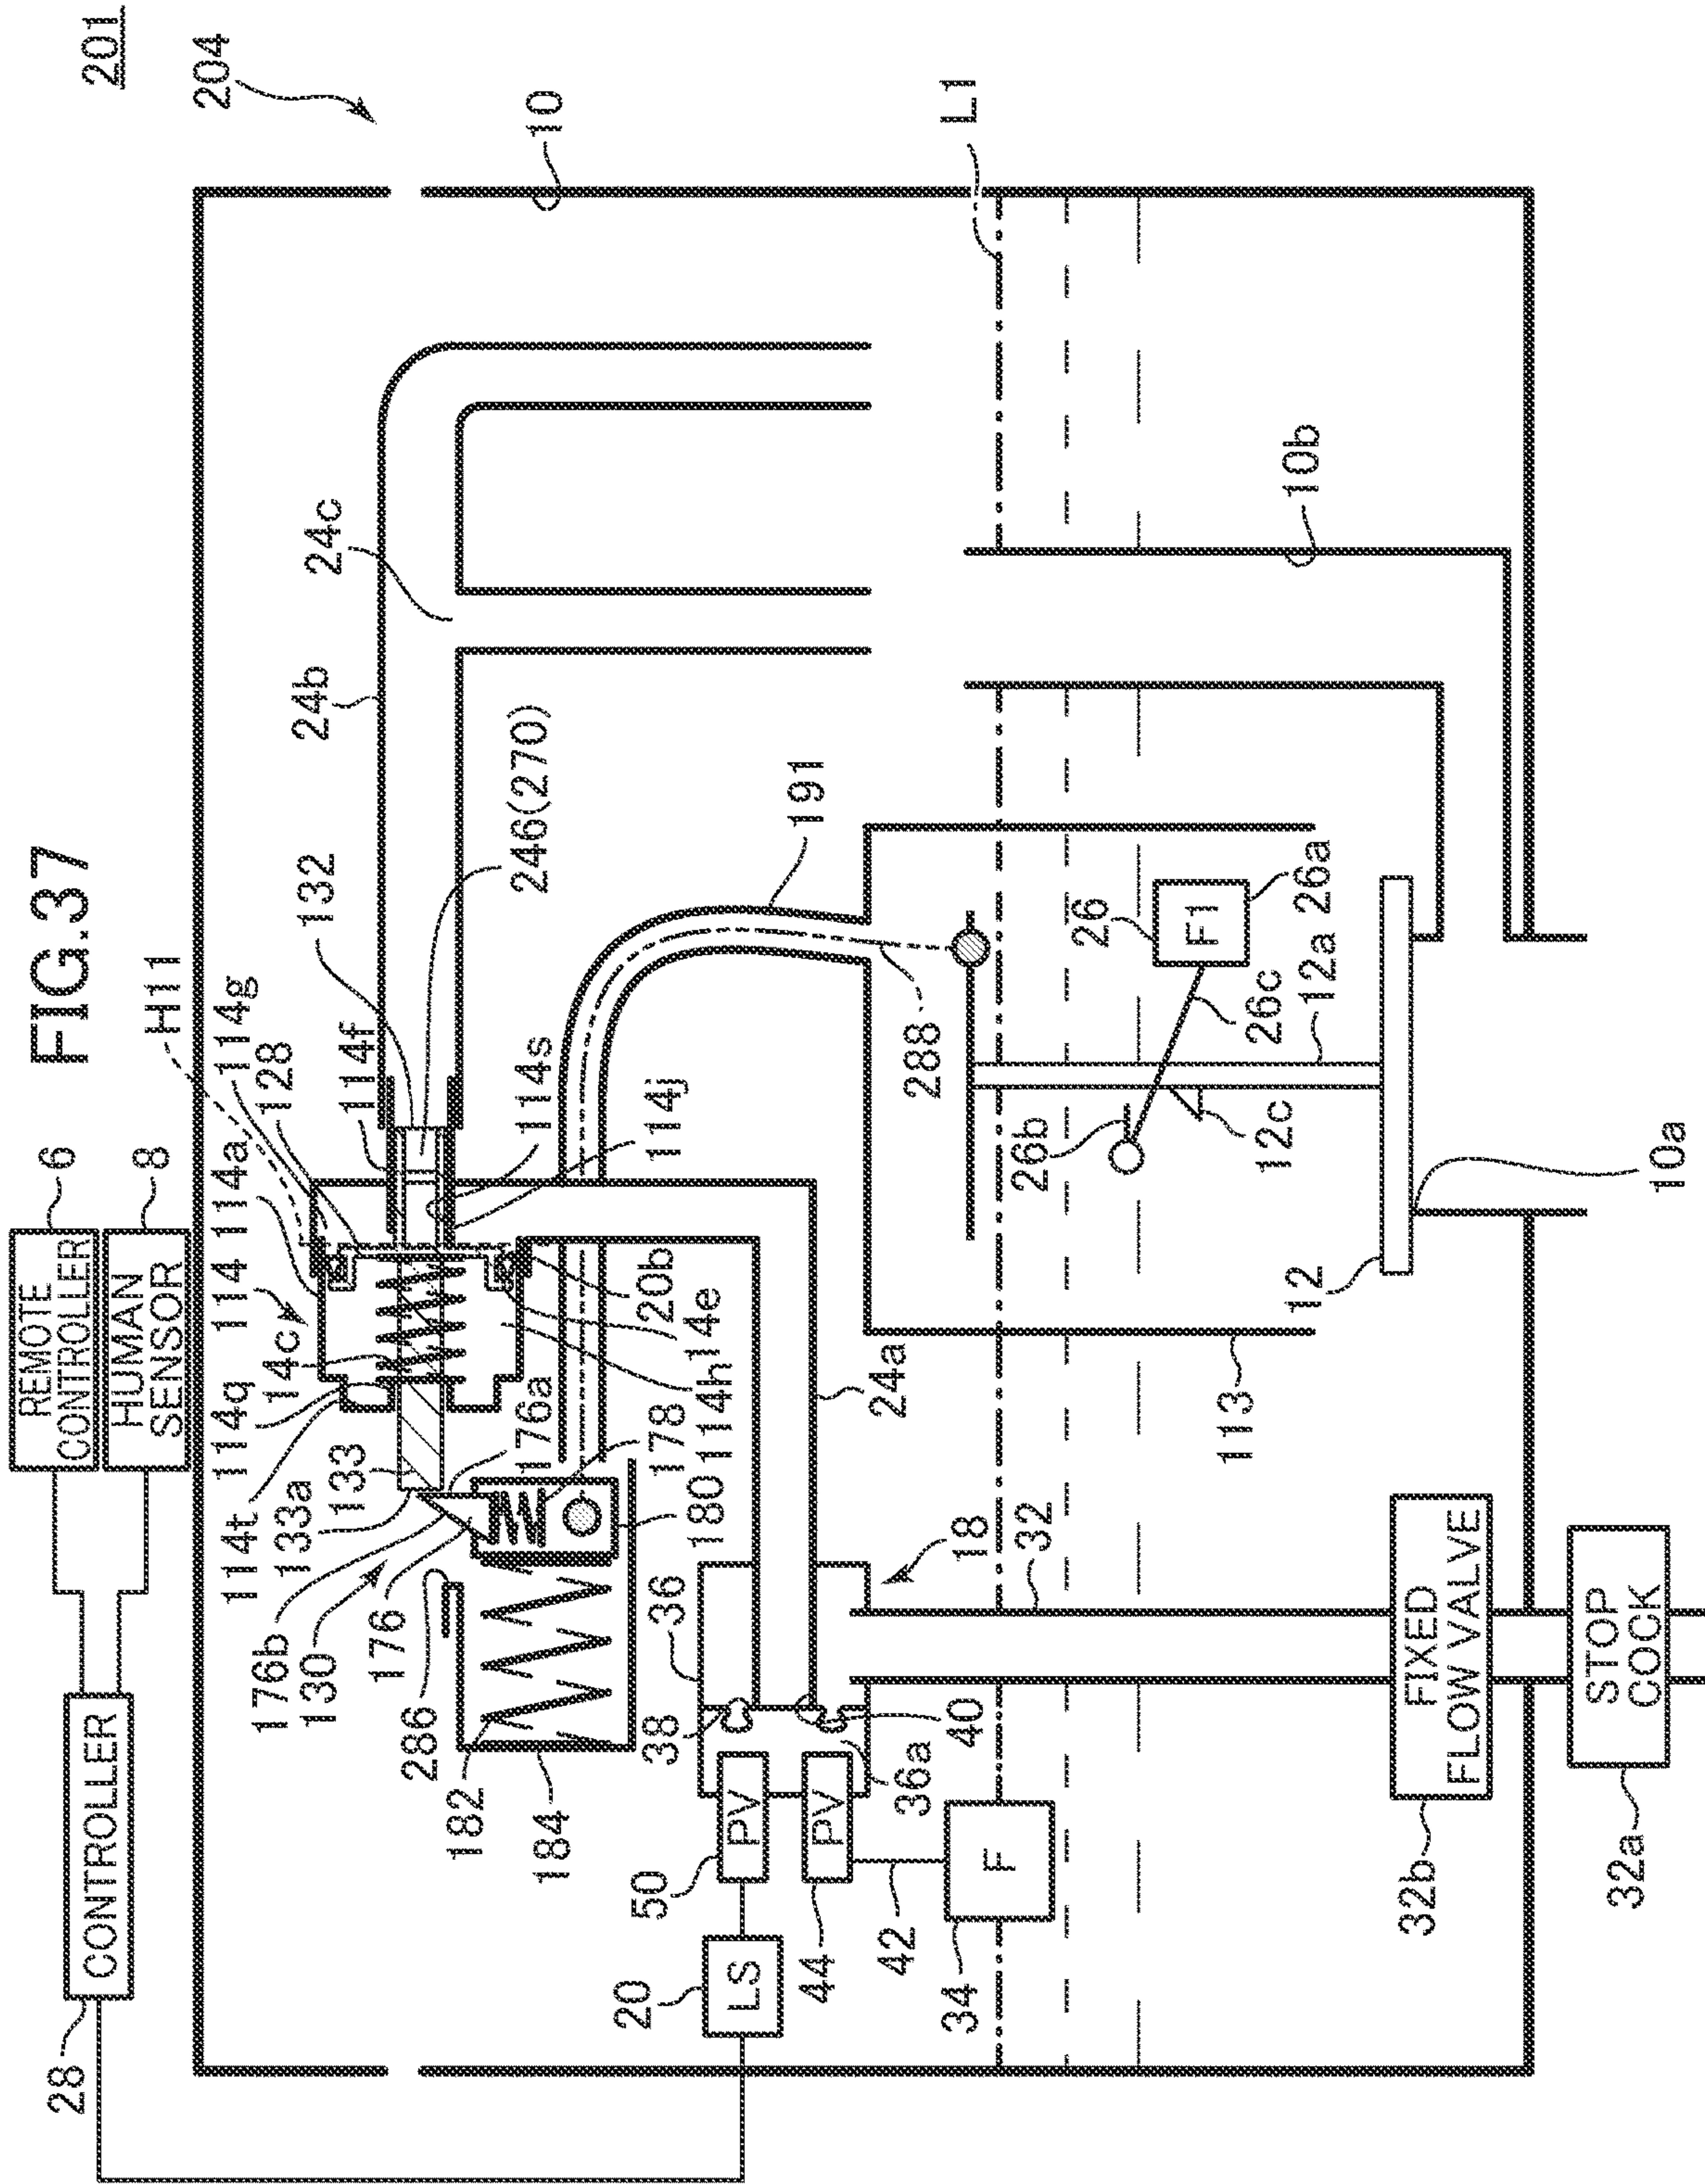 FIG.37
201
204
REMOTE
CONTROLLER
6
HUMAN
SENSOR
8
CONTROLLER
28
H11
114g
128
114a
114
14c
114q
114t
133a
133
176b
130
176
286
182
184
176a
178
180
114h
14e
20b
114f
114s
114j
132
246(270)
24b
24c
10
L1
10b
191
288
26
F1
26a
26b
26c
12a
12c
12
10a
113
24a
18
32
36
38
40
36a
PV
50
PV
44
42
LS
20
F
34
FIXED
FLOW VALVE
32b
STOP
COCK
32a